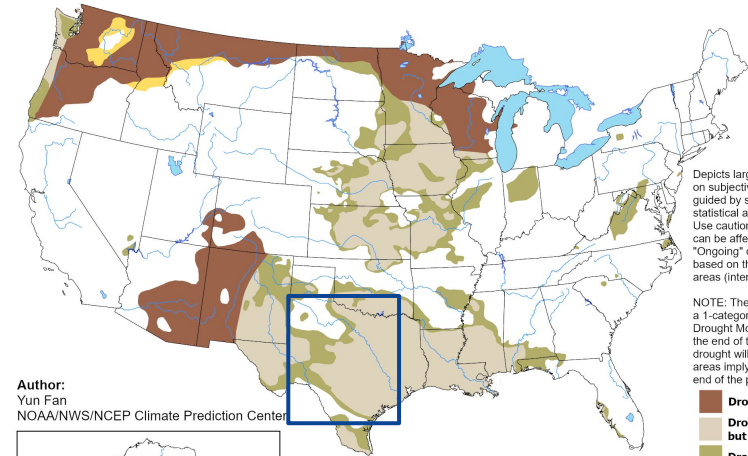 Depicts larg
on subjectiv
guided by s
statistical a
Use cautior
can be affe
"Ongoing"
based on th
areas (inter
NOTE: The
a 1-categor
Drought Mo
the end of t
drought will
areas imply
end of the p
Author:
Yun Fan
NOAA/NWS/NCEP Climate Prediction Center
Dro
Dro
but